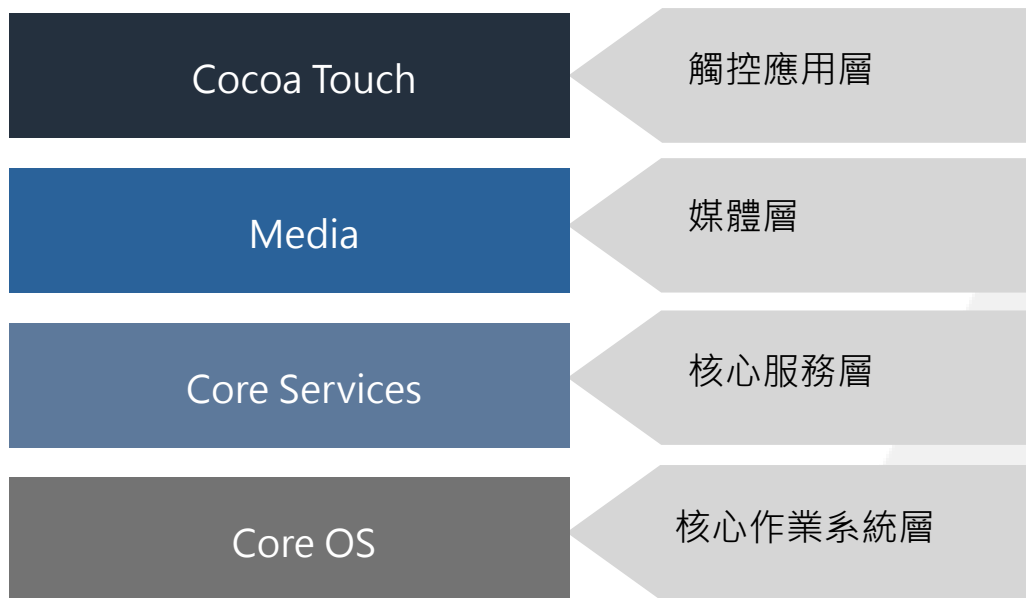 Cocoa Touch
觸控應用層
Media
媒體層
Core Services
核心服務層
Core OS
核心作業系統層